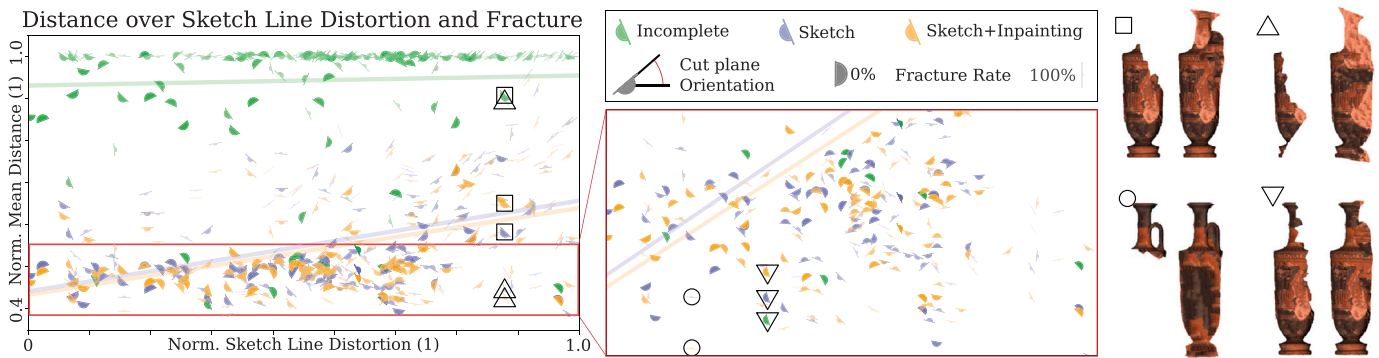 Distance over Sketch Line Distortion and Fracture
Norm. Mean Distance (1)
1.0
0.4
0
Norm. Sketch Line Distortion (1)
1.0
Incomplete
Sketch
Sketch+Inpainting
Cut plane
Orientation
0%
Fracture Rate
100%